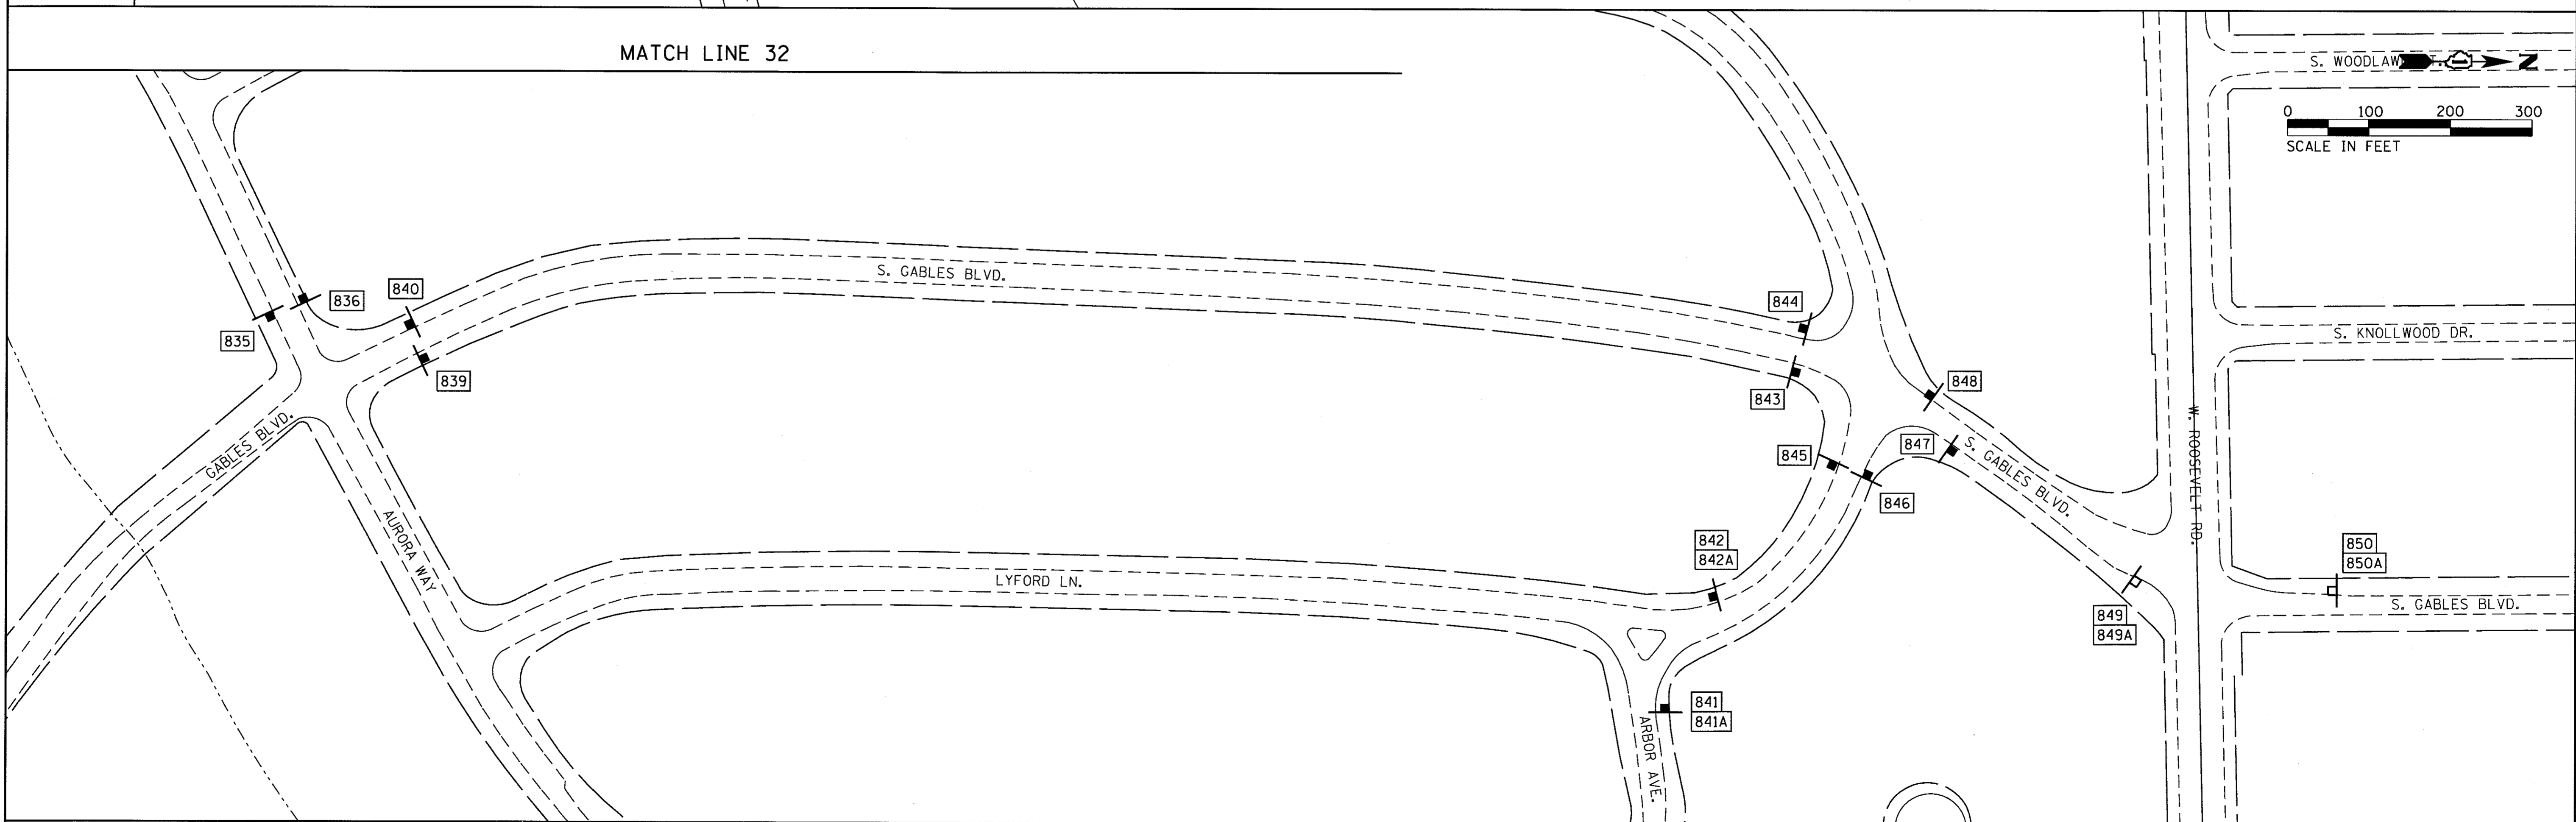 MATCH LINE 32
S. WOODLAW
T.
N
0 100 200 300
SCALE IN FEET
836
840
835
839
S. GABLES BLVD.
844
843
848
S. KNOLLWOOD DR.
GABLES BLVD.
AURORA WAY
LYFORD LN.
845
846
847
S. GABLES BLVD.
W. ROOSEVELT RD.
842
842A
850
850A
S. GABLES BLVD.
849
849A
841
841A
ARBOR AVE.